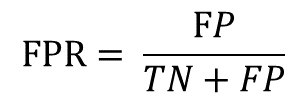 FPR = FP / TN + FP